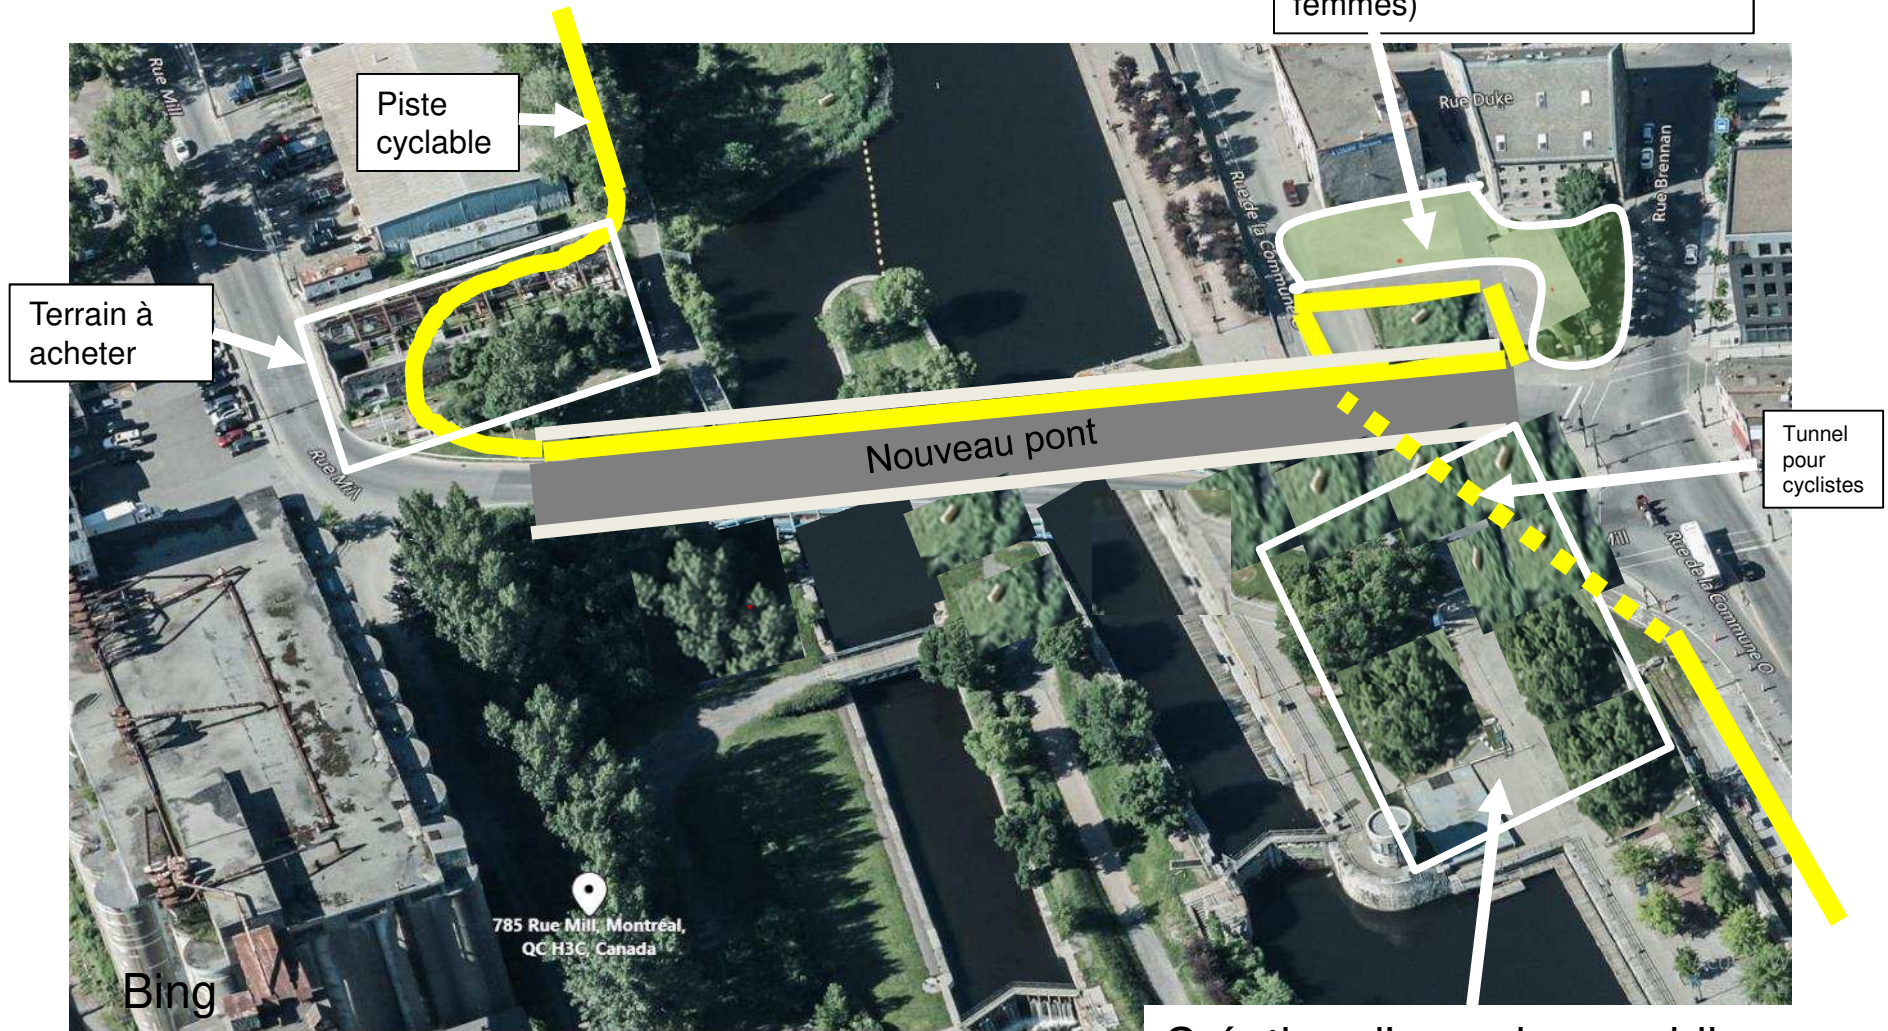 femmes)
Rue Mill
Piste
cyclable
Rue Duke
Rue Brennan
Rue de la Commune O
Terrain à
acheter
Nouveau pont
Tunnel
pour
cyclistes
Rue Mill
Mill
Rue de la Commune O
785 Rue Mill, Montréal,
QC H3C, Canada
Bing